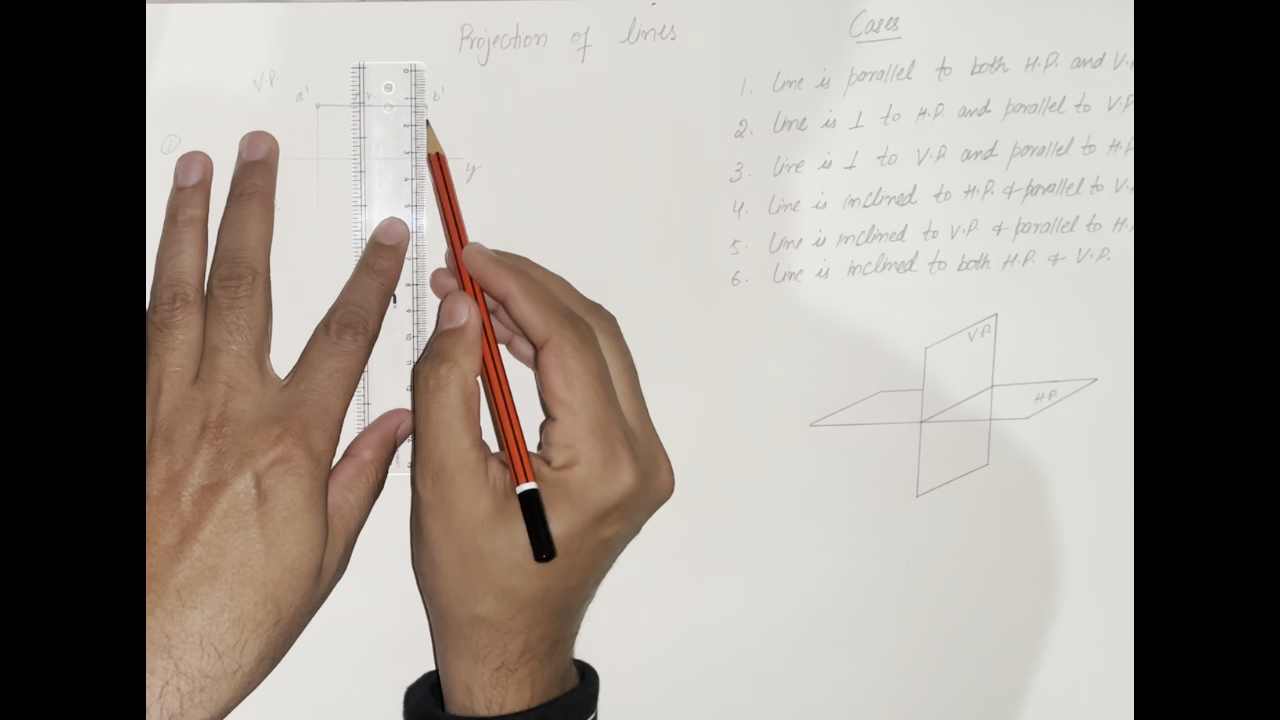 Projection of lines
Cases
1. Line is parallel to both H.P. and V.
2. Line is ⊥ to H.P. and parallel to V.P
3. Line is ⊥ to V.P. and parallel to H.P
4. Line is inclined to H.P. & parallel to V.
5. Line is inclined to V.P. & parallel to H.
6. Line is inclined to both H.P. & V.P.
V.P.
a' b'
①
y
V.P.
H.P.